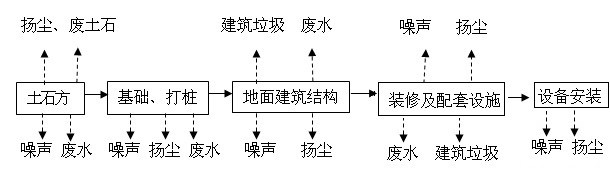 扬尘、废土石 建筑垃圾 废水 噪声 扬尘
土石方 基础、打桩 地面建筑结构 装修及配套设施 设备安装
噪声 废水 噪声 扬尘 废水 噪声 扬尘 废水 建筑垃圾 噪声 扬尘